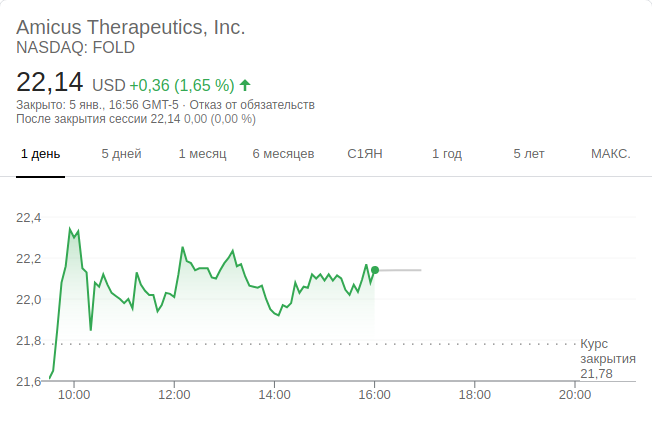 Amicus Therapeutics, Inc.
NASDAQ: FOLD
22,14 USD +0,36 (1,65 %)
Закрыто: 5 янв., 16:56 GMT-5 · Отказ от обязательств
После закрытия сессии 22,14 0,00 (0,00 %)
1 день 5 дней 1 месяц 6 месяцев С1ЯН 1 год 5 лет МАКС.
22,4
22,2
22,0
21,8
Курс
закрытия
21,78
21,6
10:00 12:00 14:00 16:00 18:00 20:00